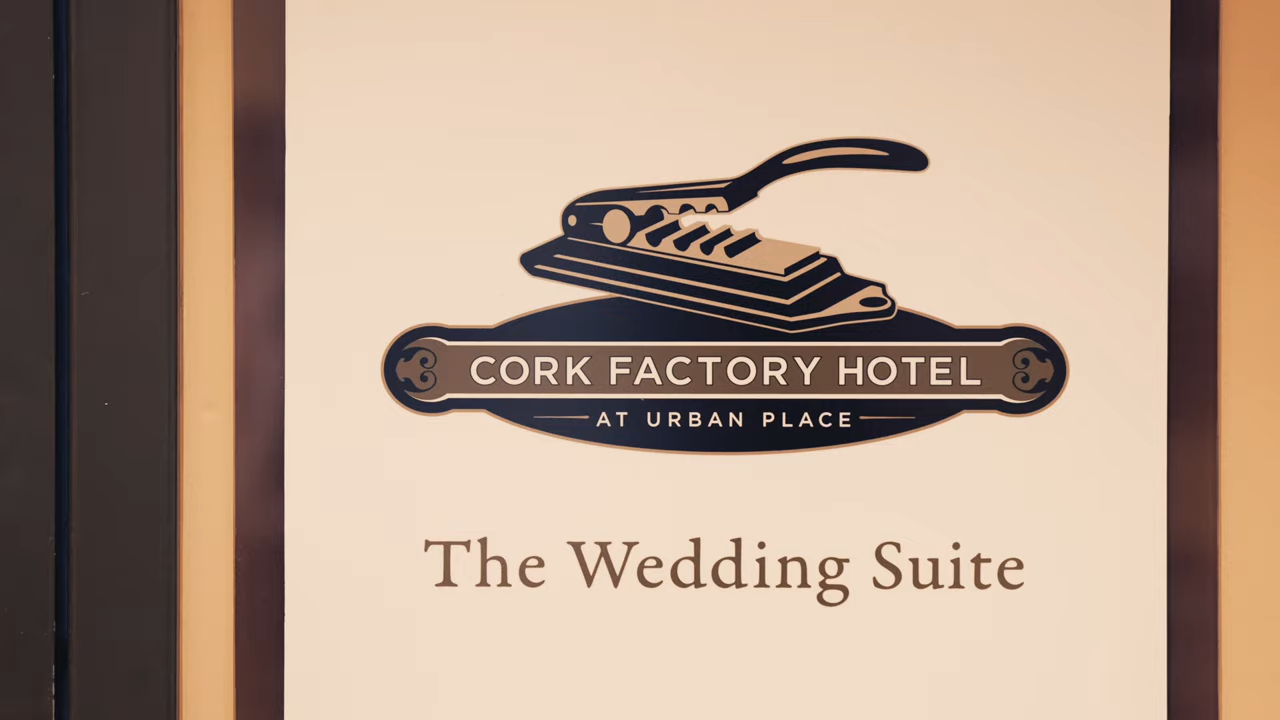 CORK FACTORY HOTEL
AT URBAN PLACE
The Wedding Suite